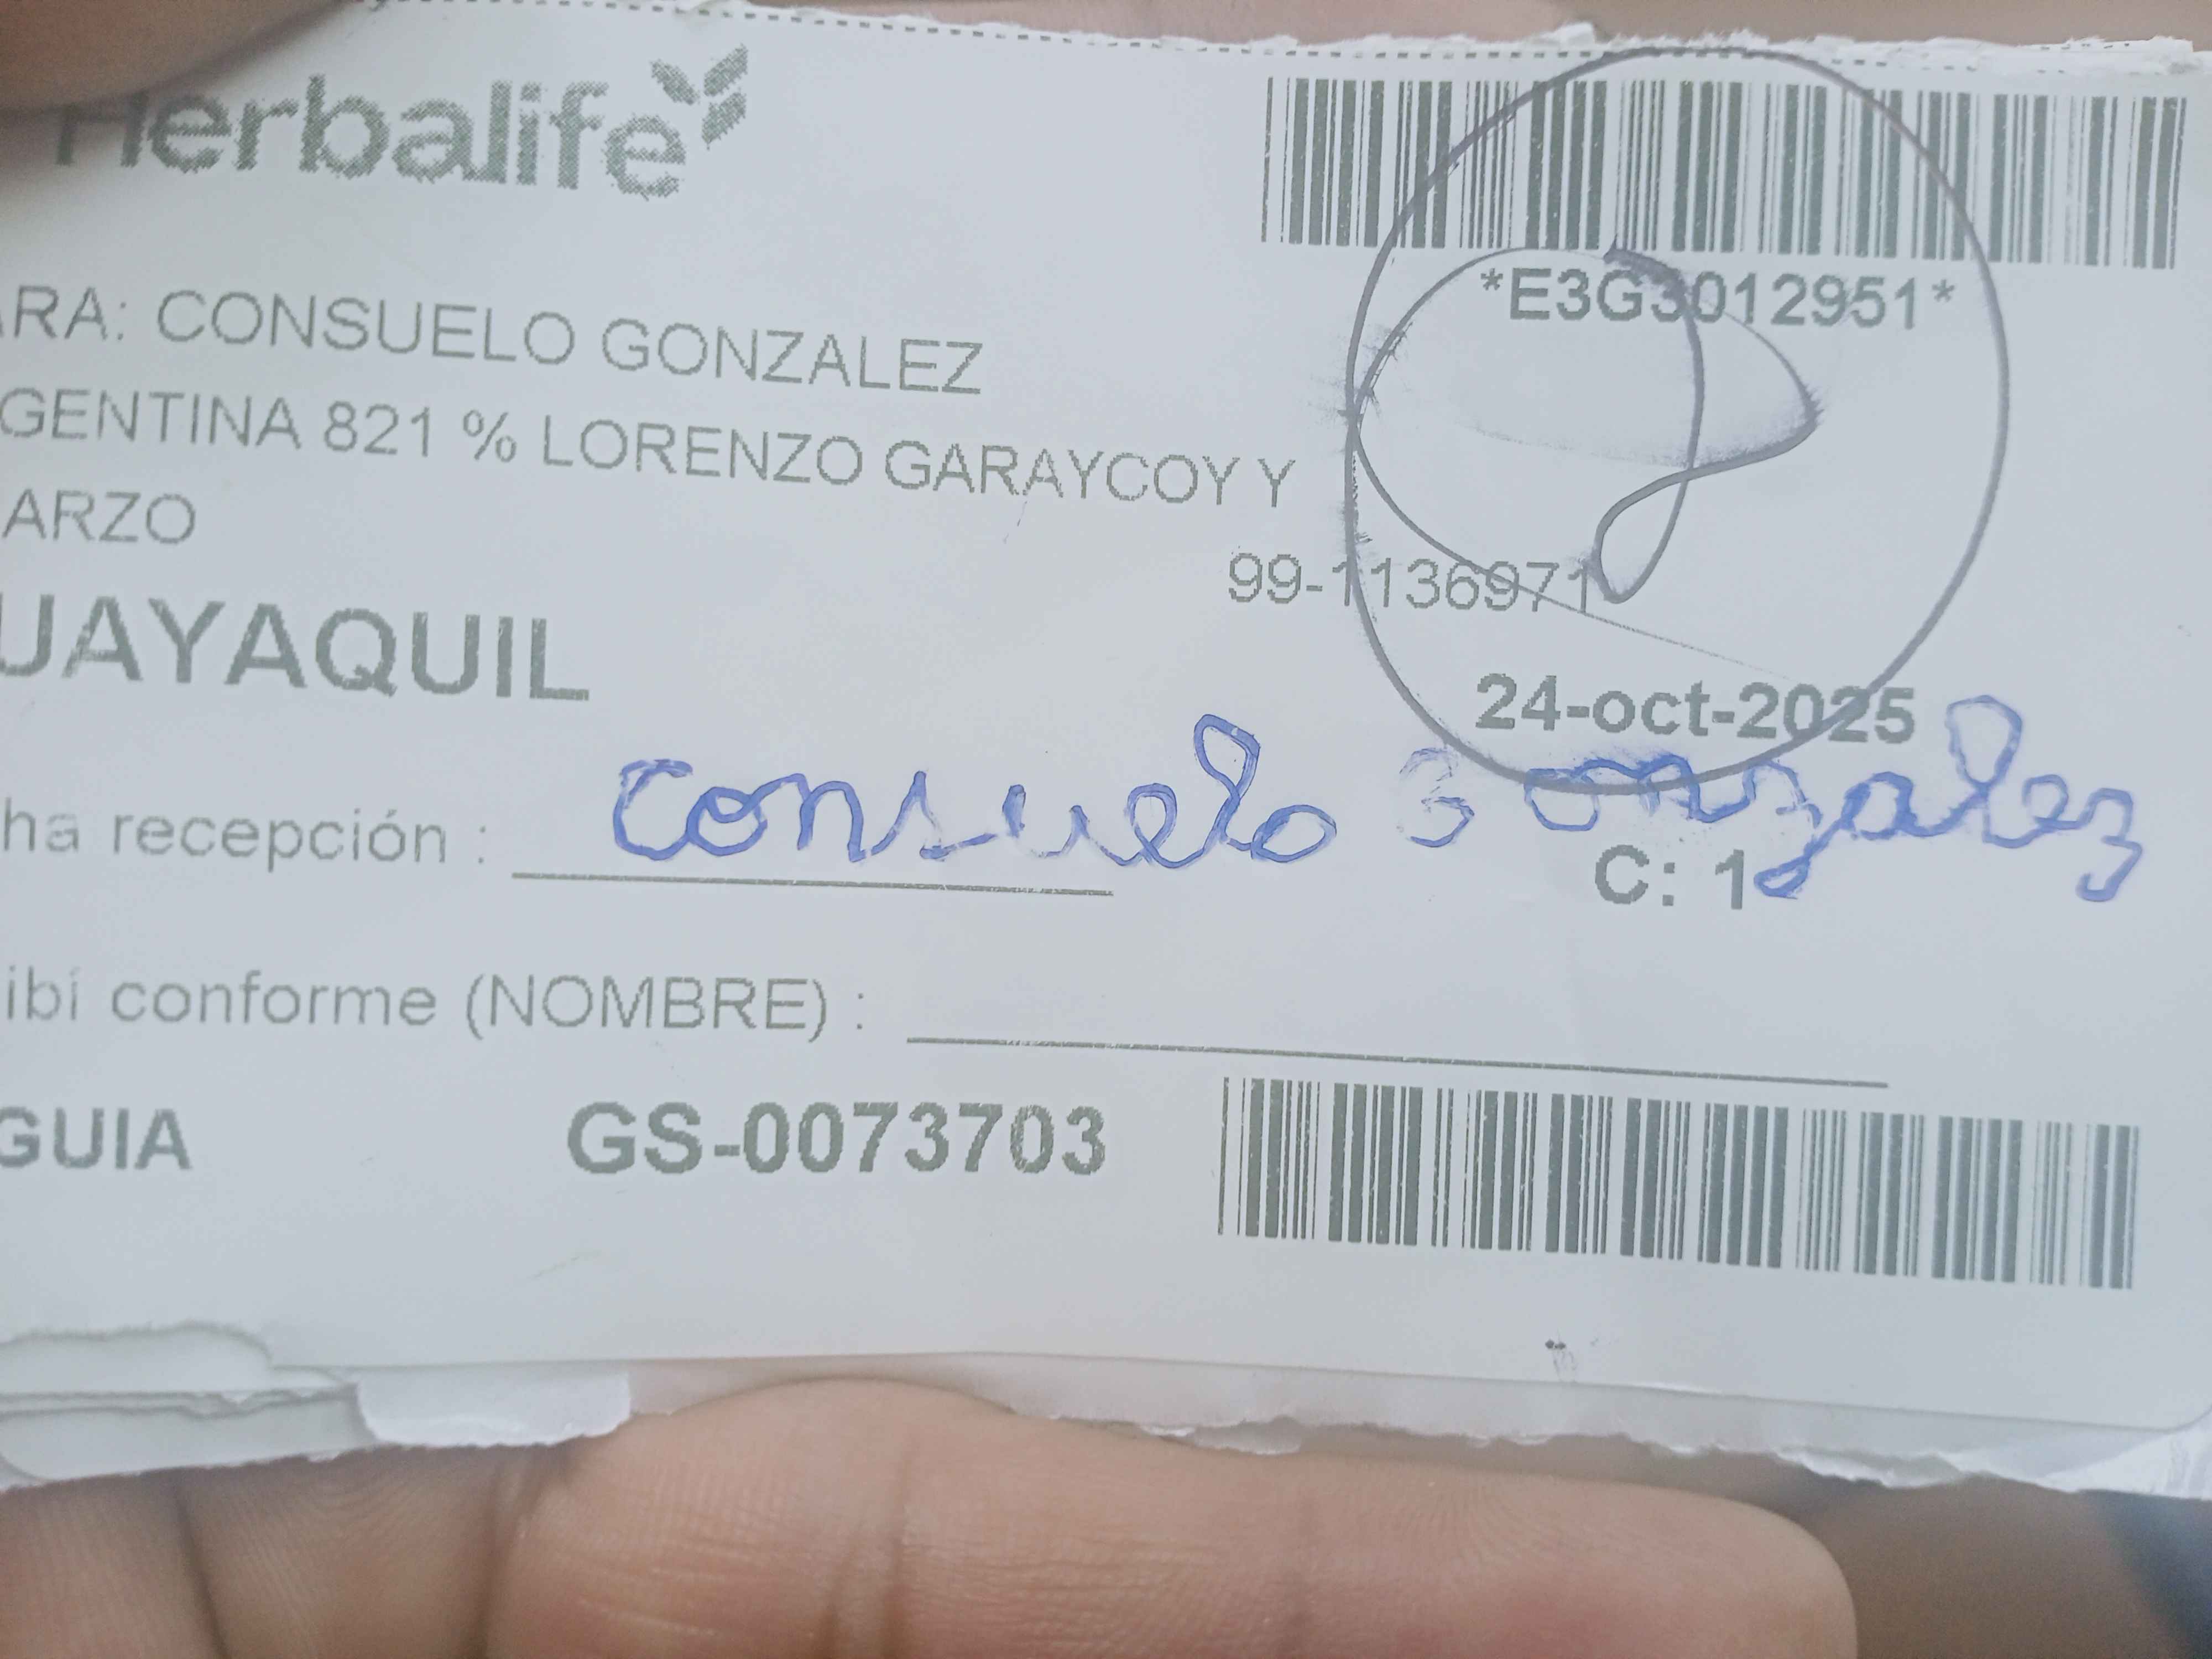 Herbalife
*E3G3012951*
ARA: CONSUELO GONZALEZ
GENTINA 821 % LORENZO GARAYCOY Y
ARZO
99-1136971
UAYAQUIL
24-oct-2025
ha recepción : Consuelo Gonzalez
C: 1
ibí conforme (NOMBRE) :
GUIA GS-0073703